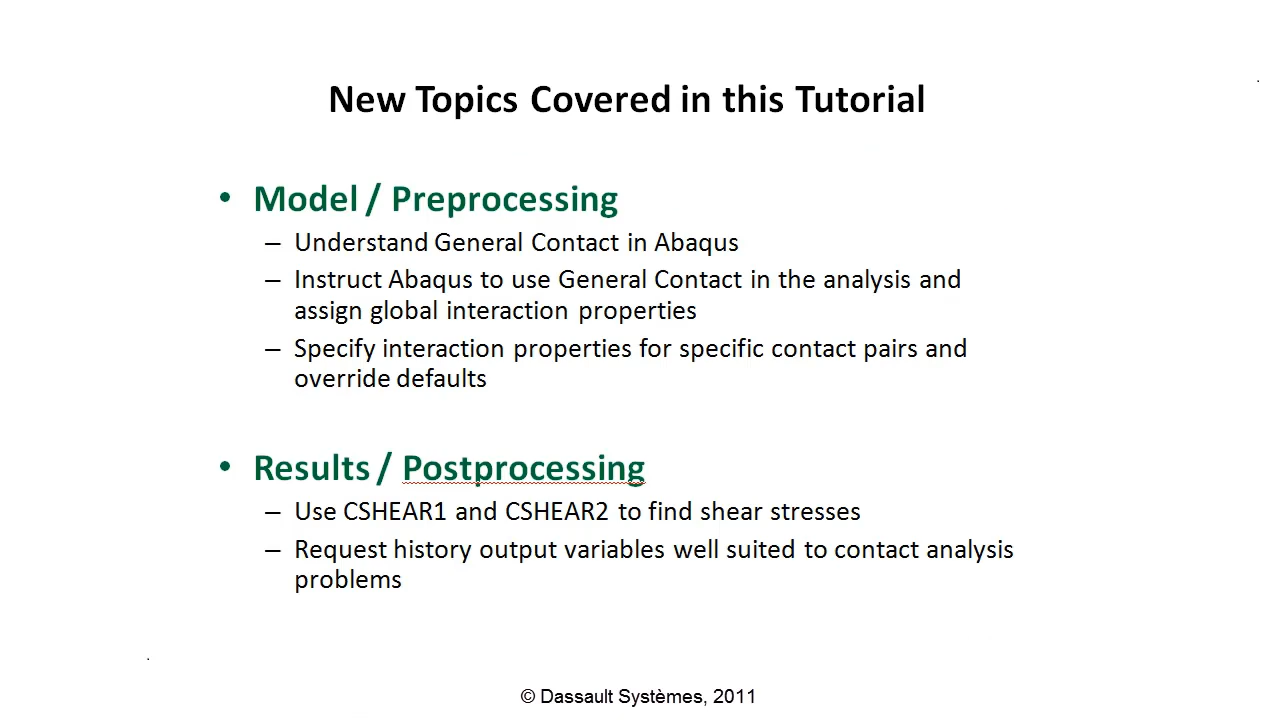 New Topics Covered in this Tutorial
• Model / Preprocessing
– Understand General Contact in Abaqus
– Instruct Abaqus to use General Contact in the analysis and
assign global interaction properties
– Specify interaction properties for specific contact pairs and
override defaults
• Results / Postprocessing
– Use CSHEAR1 and CSHEAR2 to find shear stresses
– Request history output variables well suited to contact analysis
problems
© Dassault Systèmes, 2011